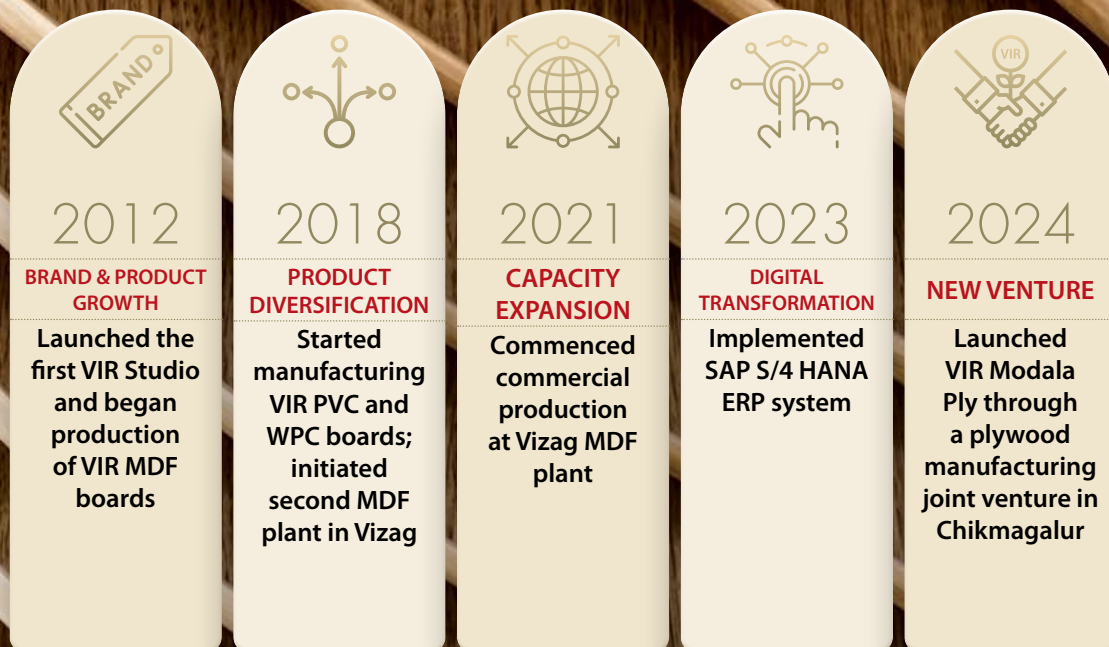 BRAND
2012
BRAND & PRODUCT
GROWTH
Launched the
first VIR Studio
and began
production
of VIR MDF
boards
2018
PRODUCT
DIVERSIFICATION
Started
manufacturing
VIR PVC and
WPC boards;
initiated
second MDF
plant in Vizag
2021
CAPACITY
EXPANSION
Commenced
commercial
production
at Vizag MDF
plant
2023
DIGITAL
TRANSFORMATION
Implemented
SAP S/4 HANA
ERP system
VIR
2024
NEW VENTURE
Launched
VIR Modala
Ply through
a plywood
manufacturing
joint venture in
Chikmagalur